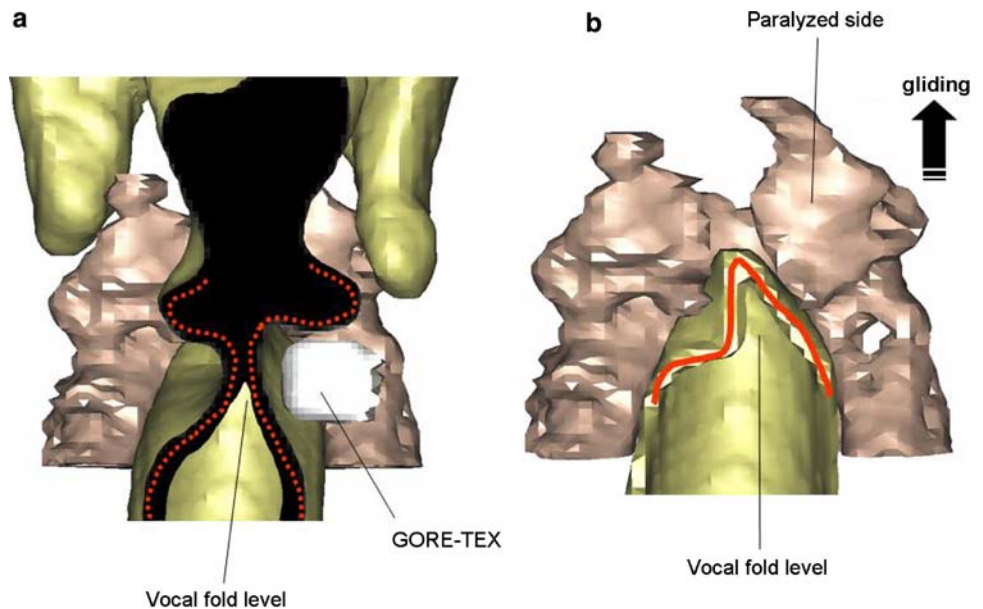 a
GORE-TEX
Vocal fold level
b
Paralyzed side
gliding
Vocal fold level